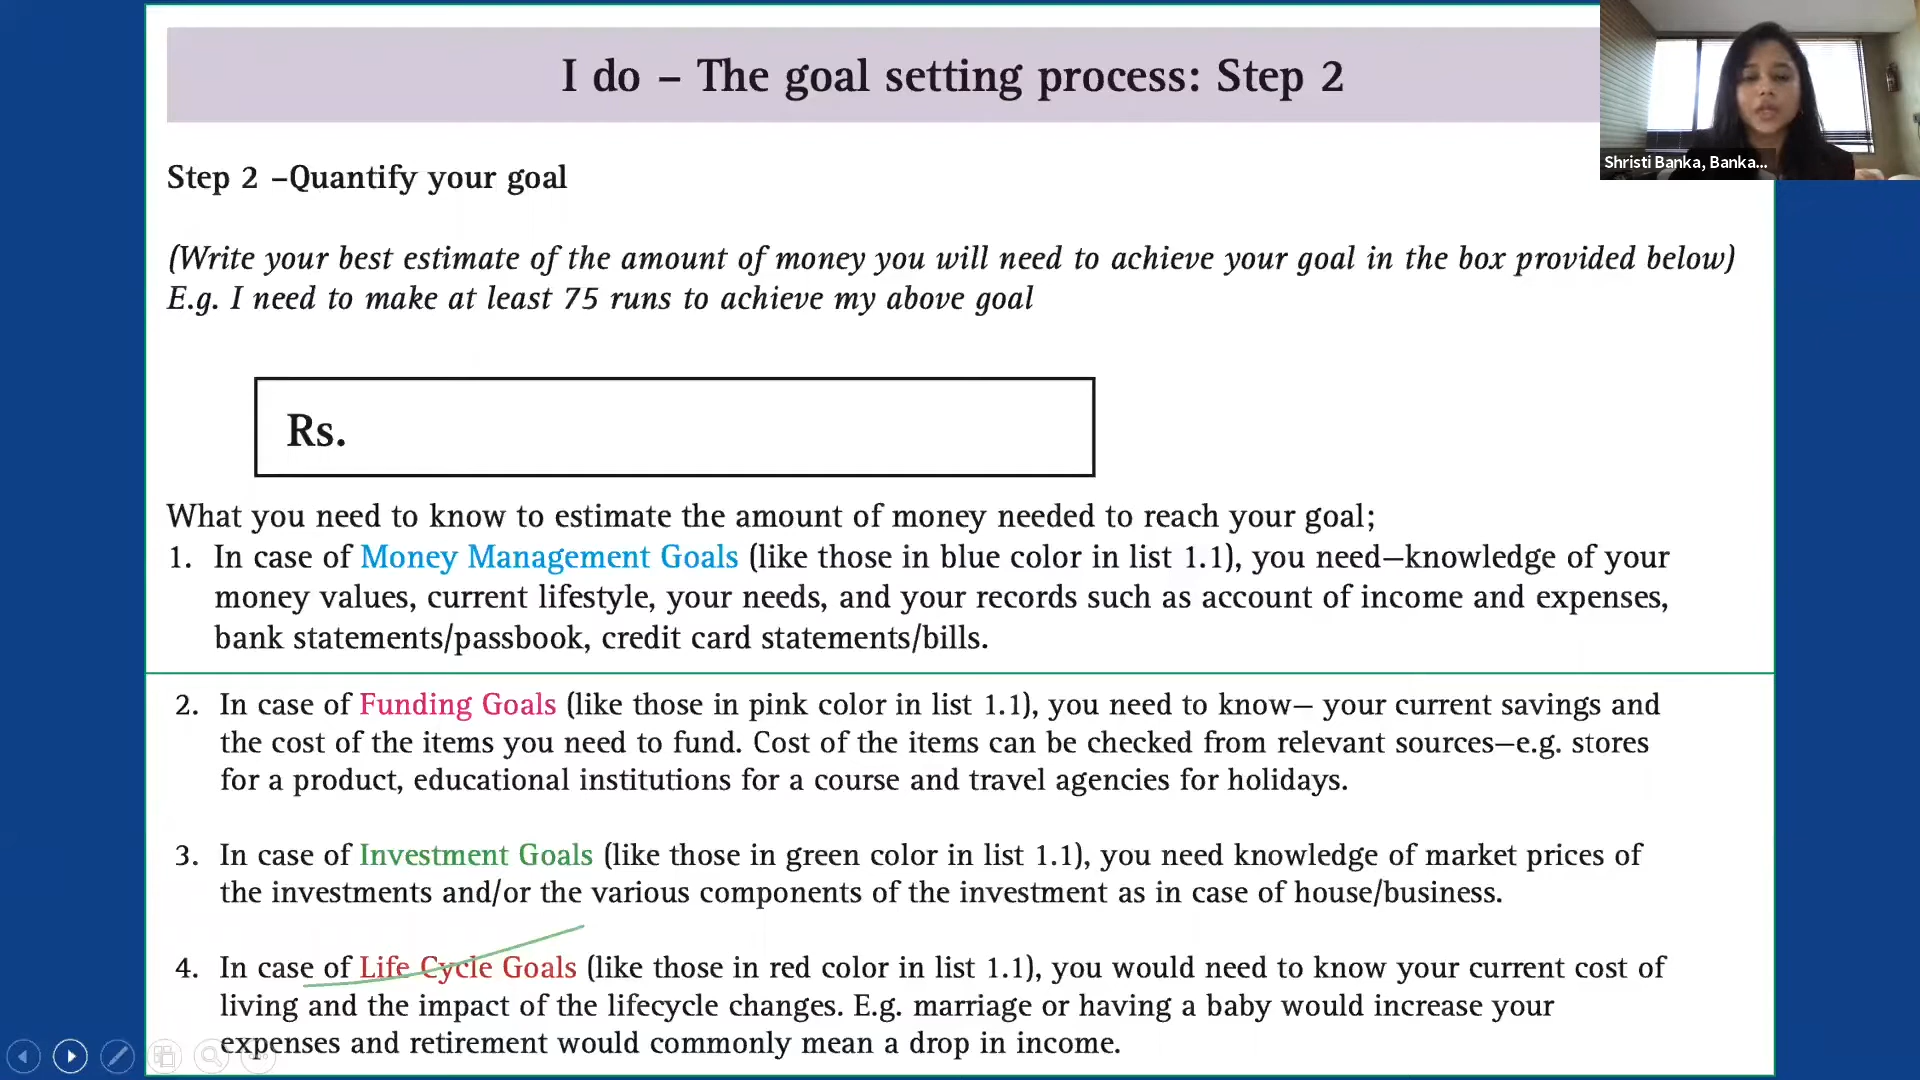 I do – The goal setting process: Step 2
Shristi Banka, Banka...
Step 2 –Quantify your goal
(Write your best estimate of the amount of money you will need to achieve your goal in the box provided below)
E.g. I need to make at least 75 runs to achieve my above goal
Rs.
What you need to know to estimate the amount of money needed to reach your goal;
1. In case of Money Management Goals (like those in blue color in list 1.1), you need—knowledge of your
money values, current lifestyle, your needs, and your records such as account of income and expenses,
bank statements/passbook, credit card statements/bills.
2. In case of Funding Goals (like those in pink color in list 1.1), you need to know— your current savings and
the cost of the items you need to fund. Cost of the items can be checked from relevant sources—e.g. stores
for a product, educational institutions for a course and travel agencies for holidays.
3. In case of Investment Goals (like those in green color in list 1.1), you need knowledge of market prices of
the investments and/or the various components of the investment as in case of house/business.
4. In case of Life Cycle Goals (like those in red color in list 1.1), you would need to know your current cost of
living and the impact of the lifecycle changes. E.g. marriage or having a baby would increase your
expenses and retirement would commonly mean a drop in income.